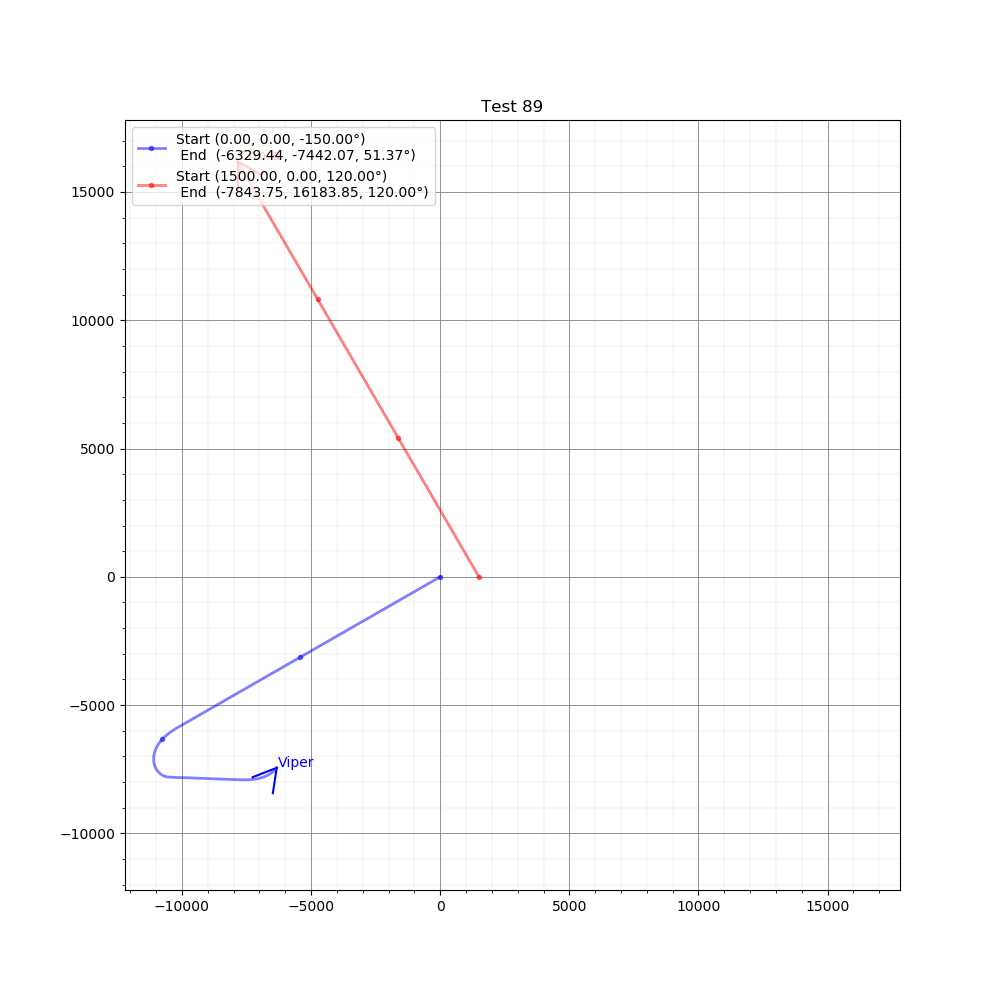 Test 89
Start (0.00, 0.00, -150.00°)
End  (-6329.44, -7442.07, 51.37°)
Start (1500.00, 0.00, 120.00°)
End  (-7843.75, 16183.85, 120.00°)
15000
10000
5000
0
−5000
−10000
Viper
−10000
−5000
0
5000
10000
15000